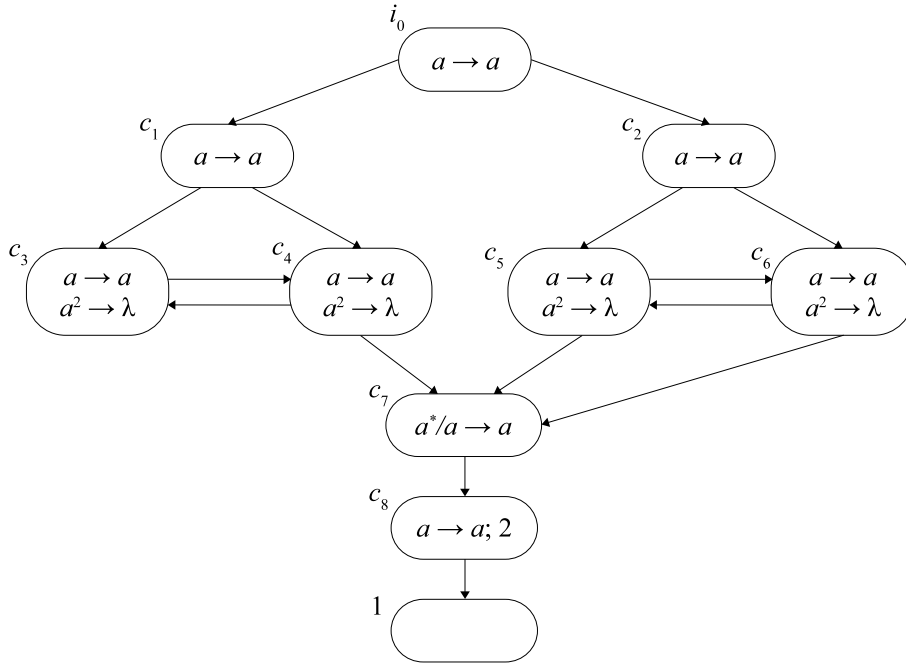 i₀
a → a
c₁
a → a
c₂
a → a
c₃
a → a
a² → λ
c₄
a → a
a² → λ
c₅
a → a
a² → λ
c₆
a → a
a² → λ
c₇
a*/a → a
c₈
a → a; 2
1